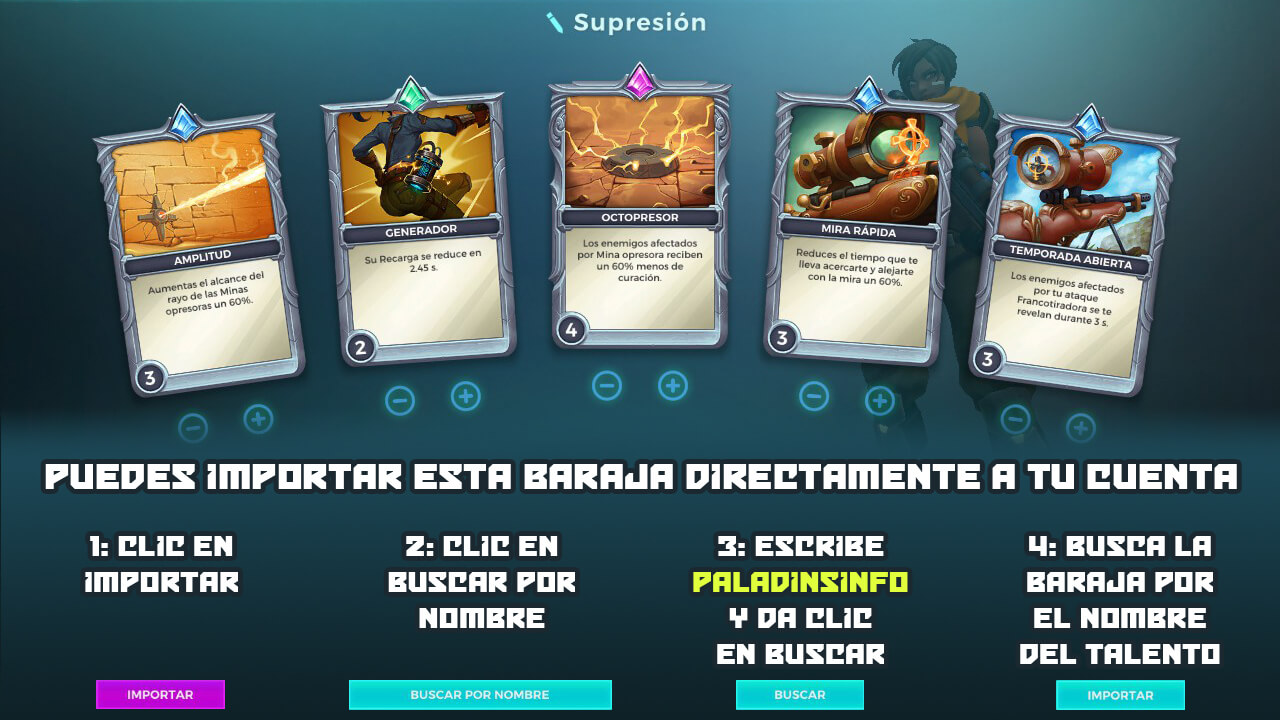 Supresión
AMPLITUD
Aumentas el alcance del
rayo de las Minas
opresoras un 60%.
3
GENERADOR
Su Recarga se reduce en
2.45 s.
2
OCTOPRESOR
Los enemigos afectados
por Mina opresora reciben
un 60% menos de
curación.
4
MIRA RÁPIDA
Reduces el tiempo que te
lleva acercarte y alejarte
con la mira un 60%.
3
TEMPORADA ABIERTA
Los enemigos afectados
por tu ataque
Francotiradora se te
revelan durante 3 s.
3
PUEDES IMPORTAR ESTA BARAJA DIRECTAMENTE A TU CUENTA
1: CLIC EN
IMPORTAR
IMPORTAR
2: CLIC EN
BUSCAR POR
NOMBRE
BUSCAR POR NOMBRE
3: ESCRIBE
PALADINSINFO
Y DA CLIC
EN BUSCAR
BUSCAR
4: BUSCA LA
BARAJA POR
EL NOMBRE
DEL TALENTO
IMPORTAR